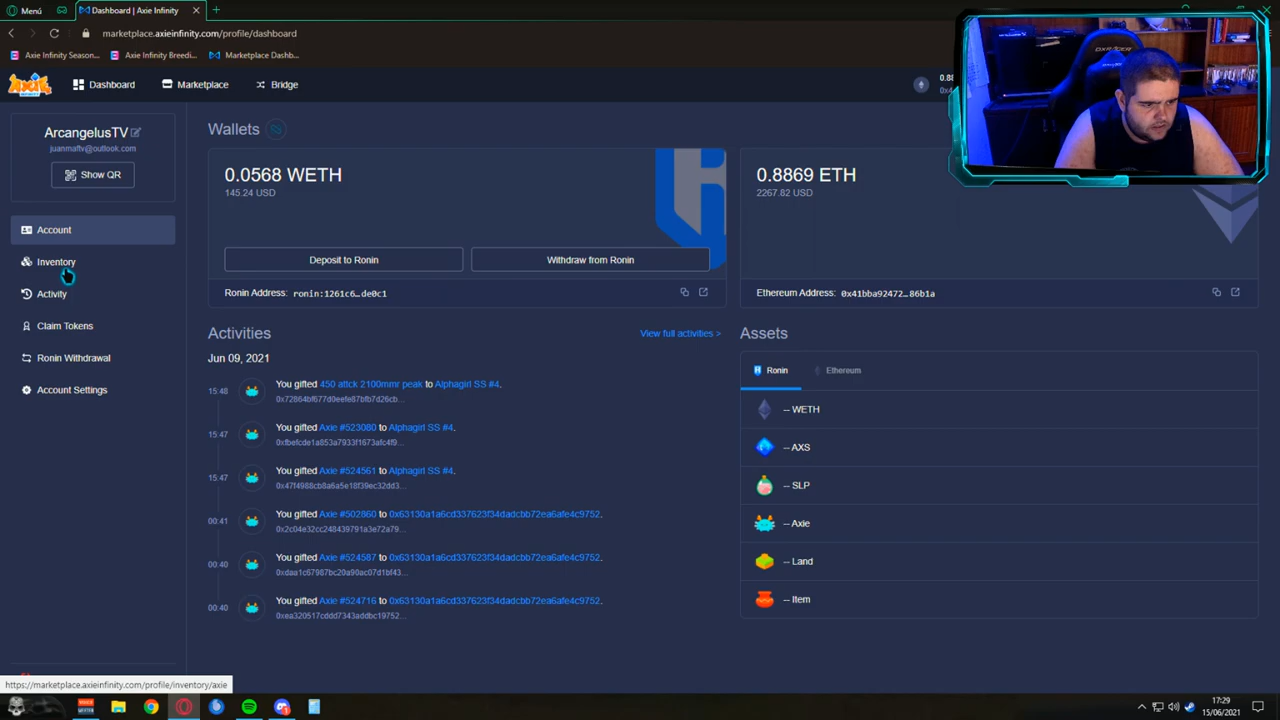 Menú
Dashboard | Axie Infinity
marketplace.axieinfinity.com/profile/dashboard
Axie Infinity Season...
Axie Infinity Breedi...
Marketplace Dashb...
Dashboard
Marketplace
Bridge
ArcangelusTV
juanmaftv@outlook.com
Show QR
Account
Inventory
Activity
Claim Tokens
Ronin Withdrawal
Account Settings
Wallets
0.0568 WETH
145.24 USD
Deposit to Ronin
Withdraw from Ronin
Ronin Address: ronin:1261c6…de0c1
0.8869 ETH
2267.82 USD
Ethereum Address: 0x41bba92472…86b1a
Activities
View full activities >
Jun 09, 2021
15:48 You gifted 450 attck 2100mmr peak to Alphagirl SS #4.
0x72864bf677d0eefe87bfb7d26cb...
15:47 You gifted Axie #523080 to Alphagirl SS #4.
0xfbefcde1a853a7933f1673afc4f9...
15:47 You gifted Axie #524561 to Alphagirl SS #4.
0x47f4988cb8a6a5e18f39ec32dd3...
00:41 You gifted Axie #502860 to 0x63130a1a6cd337623f34dadcbb72ea6afe4c9752.
0x2c04e32cc248439791a3e72a79...
00:40 You gifted Axie #524587 to 0x63130a1a6cd337623f34dadcbb72ea6afe4c9752.
0xdaa1c67987bc20a90ac07d1bf43...
00:40 You gifted Axie #524716 to 0x63130a1a6cd337623f34dadcbb72ea6afe4c9752.
0xea320517cddd7343addbc19752...
Assets
Ronin
Ethereum
-- WETH
-- AXS
-- SLP
-- Axie
-- Land
-- Item
https://marketplace.axieinfinity.com/profile/inventory/axie
17:29
15/06/2021